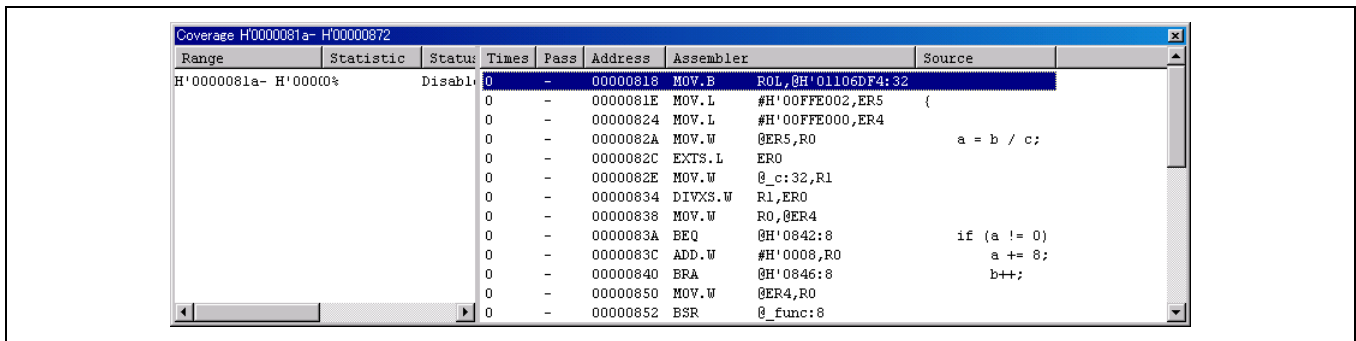 Coverage H'0000081a- H'00000872
Range Statistic Status Times Pass Address Assembler Source
H'0000081a- H'0000 0% Disable 0 - 00000818 MOV.B R0L,@H'01106DF4:32
0 - 0000081E MOV.L #H'00FFE002,ER5 {
0 - 00000824 MOV.L #H'00FFE000,ER4
0 - 0000082A MOV.W @ER5,R0 a = b / c;
0 - 0000082C EXTS.L ER0
0 - 0000082E MOV.W @_c:32,R1
0 - 00000834 DIVXS.W R1,ER0
0 - 00000838 MOV.W R0,@ER4
0 - 0000083A BEQ @H'0842:8 if (a != 0)
0 - 0000083C ADD.W #H'0008,R0 a += 8;
0 - 00000840 BRA @H'0846:8 b++;
0 - 00000850 MOV.W @ER4,R0
0 - 00000852 BSR @_func:8